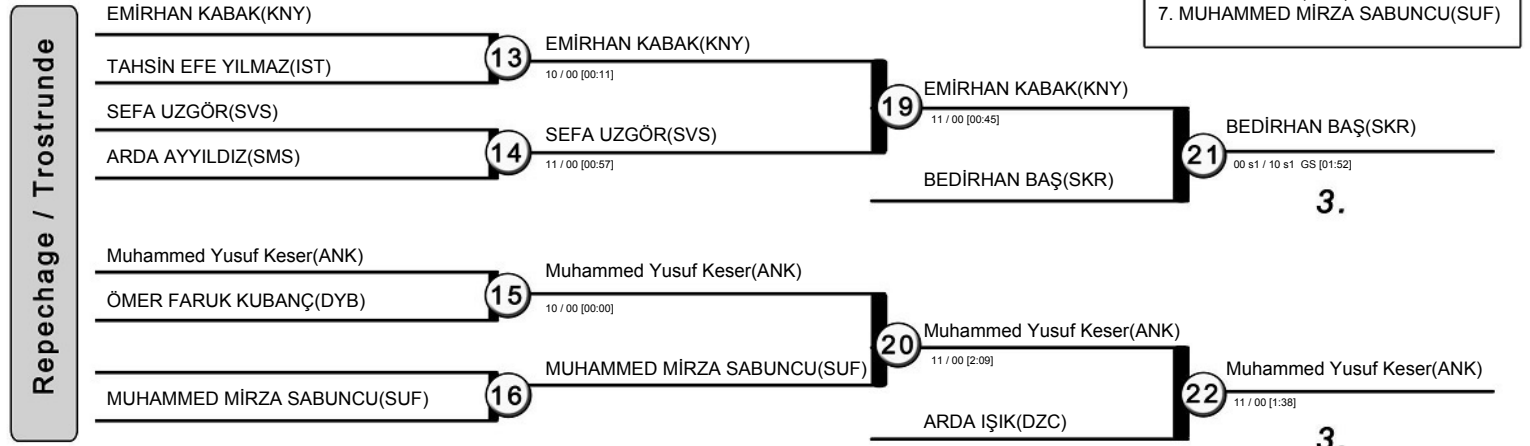 7. MUHAMMED MİRZA SABUNCU(SUF)
Repechage / Trostrunde
EMİRHAN KABAK(KNY)
TAHSİN EFE YILMAZ(IST)
SEFA UZGÖR(SVS)
ARDA AYYILDIZ(SMS)
13
14
EMİRHAN KABAK(KNY)
10 / 00 [00:11]
SEFA UZGÖR(SVS)
11 / 00 [00:57]
19
EMİRHAN KABAK(KNY)
11 / 00 [00:45]
BEDİRHAN BAŞ(SKR)
21
BEDİRHAN BAŞ(SKR)
00 s1 / 10 s1 GS [01:52]
3.
Muhammed Yusuf Keser(ANK)
ÖMER FARUK KUBANÇ(DYB)
MUHAMMED MİRZA SABUNCU(SUF)
15
16
Muhammed Yusuf Keser(ANK)
10 / 00 [00:00]
MUHAMMED MİRZA SABUNCU(SUF)
20
Muhammed Yusuf Keser(ANK)
11 / 00 [2:09]
ARDA IŞIK(DZC)
22
Muhammed Yusuf Keser(ANK)
11 / 00 [1:38]
3.